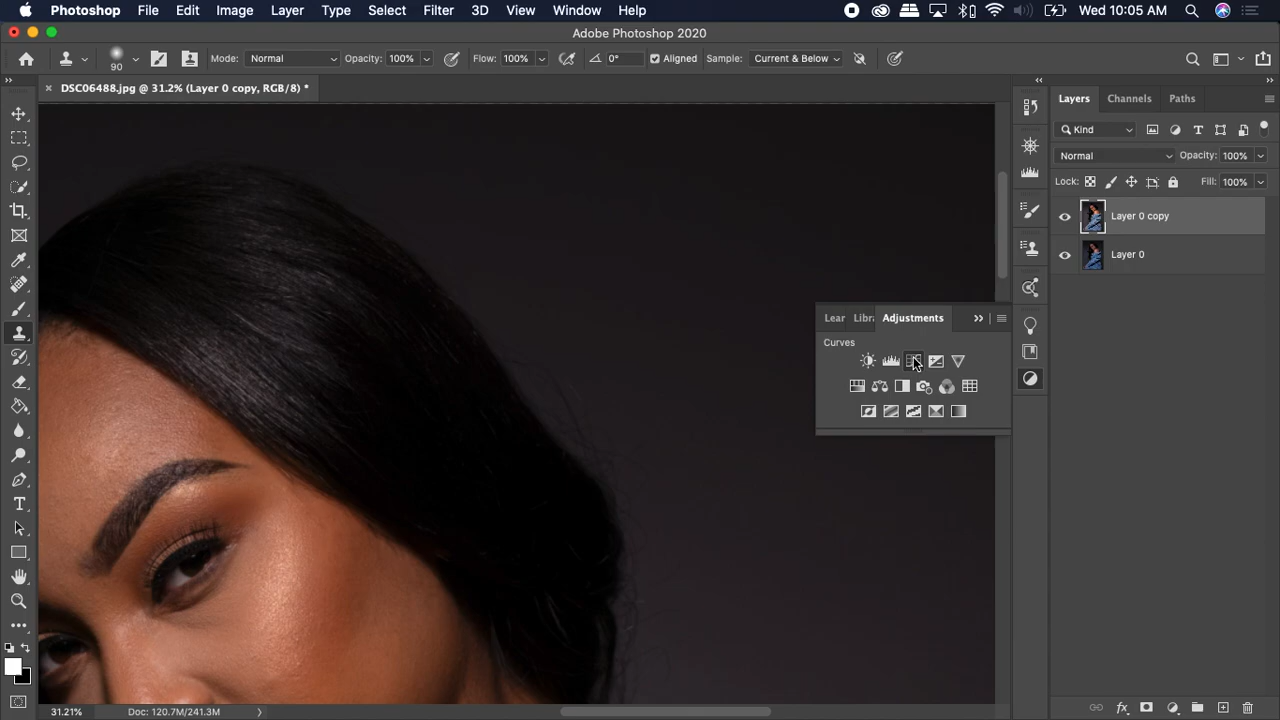 Photoshop File Edit Image Layer Type Select Filter 3D View Window Help Wed 10:05 AM
Adobe Photoshop 2020
90 Mode: Normal Opacity: 100% Flow: 100% 0° Aligned Sample: Current & Below
DSC06488.jpg @ 31.2% (Layer 0 copy, RGB/8) *
Layers Channels Paths
Kind
Normal Opacity: 100%
Lock: Fill: 100%
Layer 0 copy
Layer 0
Lear Libra Adjustments
Curves
31.21% Doc: 120.7M/241.3M